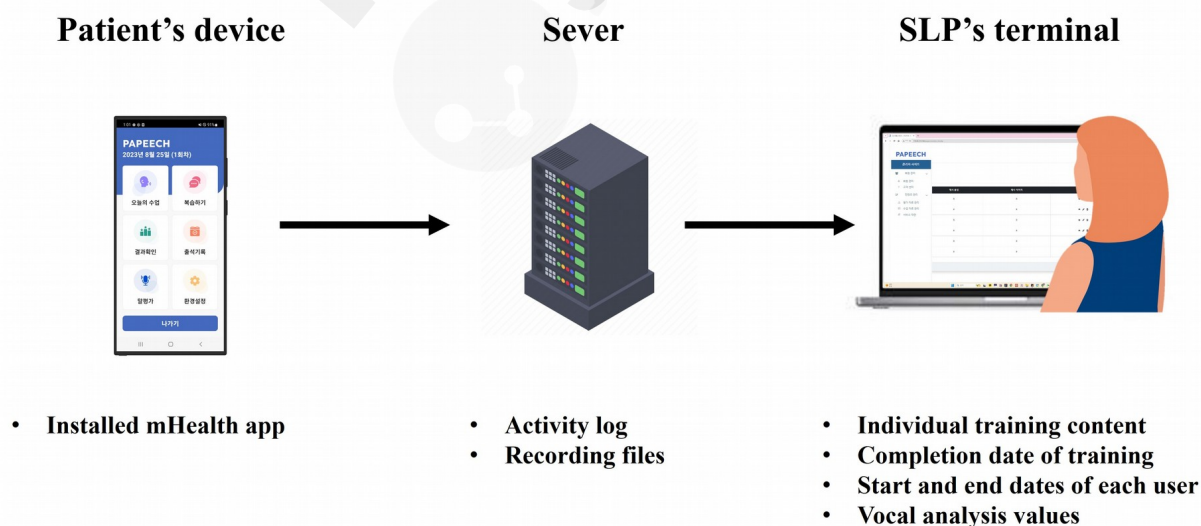 Patient’s device
Sever
SLP’s terminal
PAPEECH
2023년 8월 25일 (1회차)
오늘의 수업
복습하기
결과확인
출석기록
말평가
환경설정
나가기
PAPEECH
• Installed mHealth app
• Activity log
• Recording files
• Individual training content
• Completion date of training
• Start and end dates of each user
• Vocal analysis values